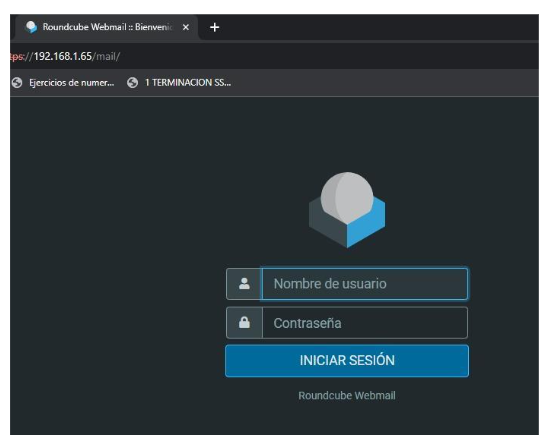 Roundcube Webmail :: Bienveni
tps://192.168.1.65/mail/
Ejercicios de numer... 1 TERMINACION SS...
Nombre de usuario
Contraseña
INICIAR SESIÓN
Roundcube Webmail